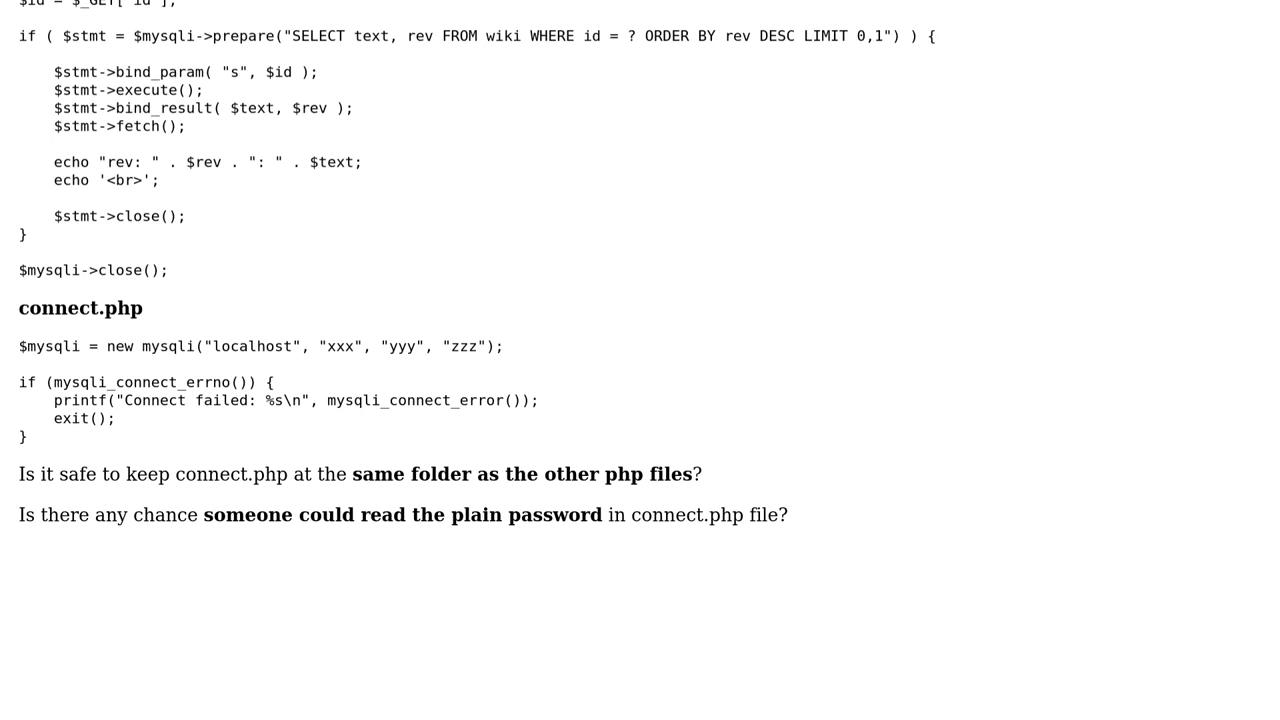 $id = $_GET['id'];
if ( $stmt = $mysqli->prepare("SELECT text, rev FROM wiki WHERE id = ? ORDER BY rev DESC LIMIT 0,1") ) {
$stmt->bind_param( "s", $id );
$stmt->execute();
$stmt->bind_result( $text, $rev );
$stmt->fetch();
echo "rev: " . $rev . ": " . $text;
echo '<br>';
$stmt->close();
}
$mysqli->close();
connect.php
$mysqli = new mysqli("localhost", "xxx", "yyy", "zzz");
if (mysqli_connect_errno()) {
printf("Connect failed: %s\n", mysqli_connect_error());
exit();
}
Is it safe to keep connect.php at the same folder as the other php files?
Is there any chance someone could read the plain password in connect.php file?